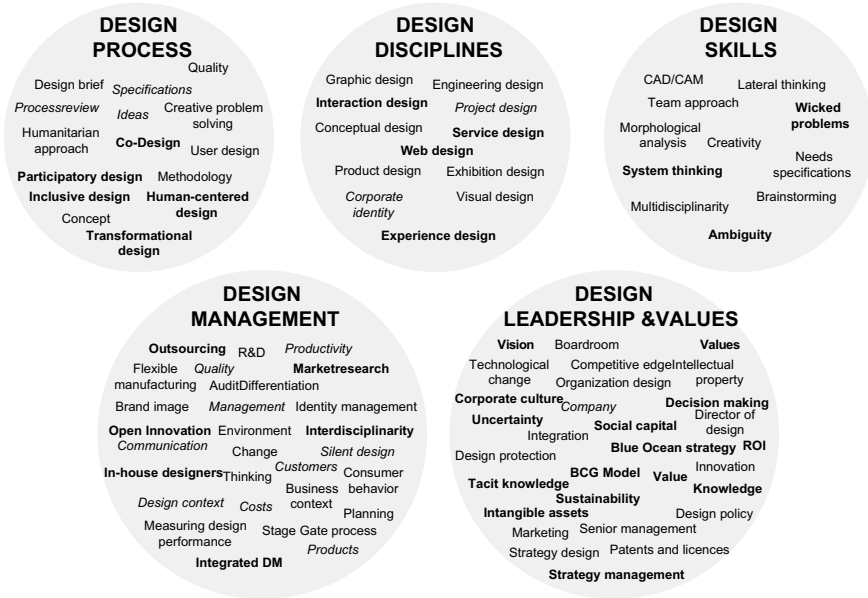 DESIGN
PROCESS
Quality
Design brief
Specifications
Processreview
Ideas
Creative problem
solving
Humanitarian
approach
Co-Design
User design
Participatory design
Methodology
Inclusive design
Human-centered
design
Concept
Transformational
design
DESIGN
DISCIPLINES
Graphic design
Engineering design
Interaction design
Project design
Conceptual design
Service design
Web design
Product design
Exhibition design
Corporate
identity
Visual design
Experience design
DESIGN
SKILLS
CAD/CAM
Lateral thinking
Team approach
Wicked
problems
Morphological
analysis
Creativity
Needs
specifications
System thinking
Brainstorming
Multidisciplinarity
Ambiguity
DESIGN
MANAGEMENT
Outsourcing
R&D
Productivity
Flexible
manufacturing
Quality
Marketresearch
AuditDifferentiation
Brand image
Management
Identity management
Open Innovation
Environment
Interdisciplinarity
Communication
Change
Silent design
In-house designers
Thinking
Customers
Consumer
behavior
Business
context
Design context
Costs
Planning
Measuring design
performance
Stage Gate process
Products
Integrated DM
DESIGN
LEADERSHIP &VALUES
Vision
Boardroom
Values
Technological
change
Competitive edgeIntellectual
property
Organization design
Corporate culture
Company
Decision making
Uncertainty
Social capital
Director of
design
Integration
Blue Ocean strategy
ROI
Design protection
BCG Model
Value
Innovation
Tacit knowledge
Knowledge
Sustainability
Intangible assets
Design policy
Marketing
Senior management
Strategy design
Patents and licences
Strategy management